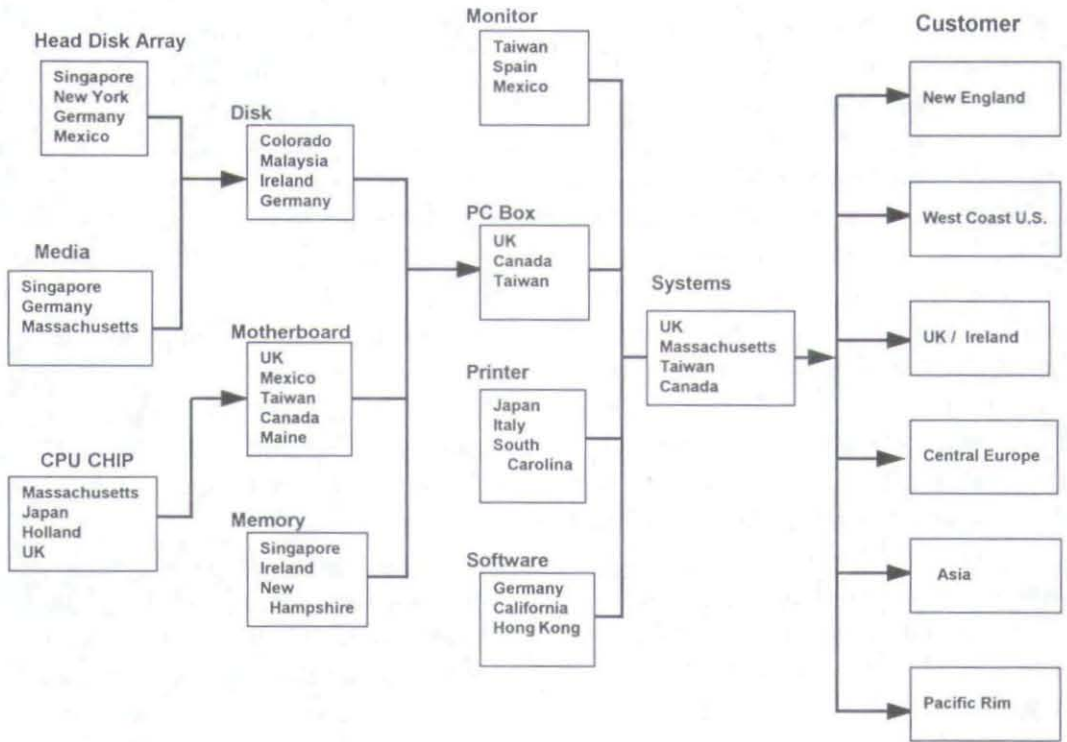 Head Disk Array
Singapore
New York
Germany
Mexico
Media
Singapore
Germany
Massachusetts
CPU CHIP
Massachusetts
Japan
Holland
UK
Disk
Colorado
Malaysia
Ireland
Germany
Motherboard
UK
Mexico
Taiwan
Canada
Maine
Memory
Singapore
Ireland
New
Hampshire
Monitor
Taiwan
Spain
Mexico
PC Box
UK
Canada
Taiwan
Printer
Japan
Italy
South
Carolina
Software
Germany
California
Hong Kong
Systems
UK
Massachusetts
Taiwan
Canada
Customer
New England
West Coast U.S.
UK / Ireland
Central Europe
Asia
Pacific Rim